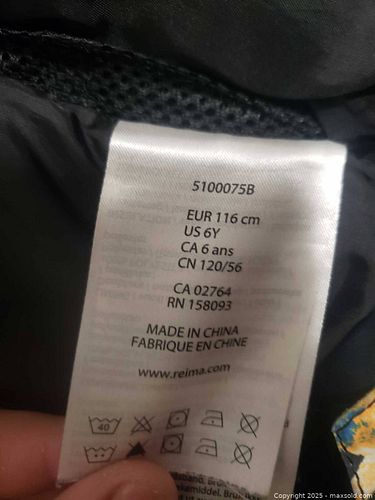 5100075B
EUR 116 cm
US 6Y
CA 6 ans
CN 120/56
CA 02764
RN 158093
MADE IN CHINA
FABRIQUE EN CHINE
www.reima.com
40
Copyright 2025 - maxsold.com